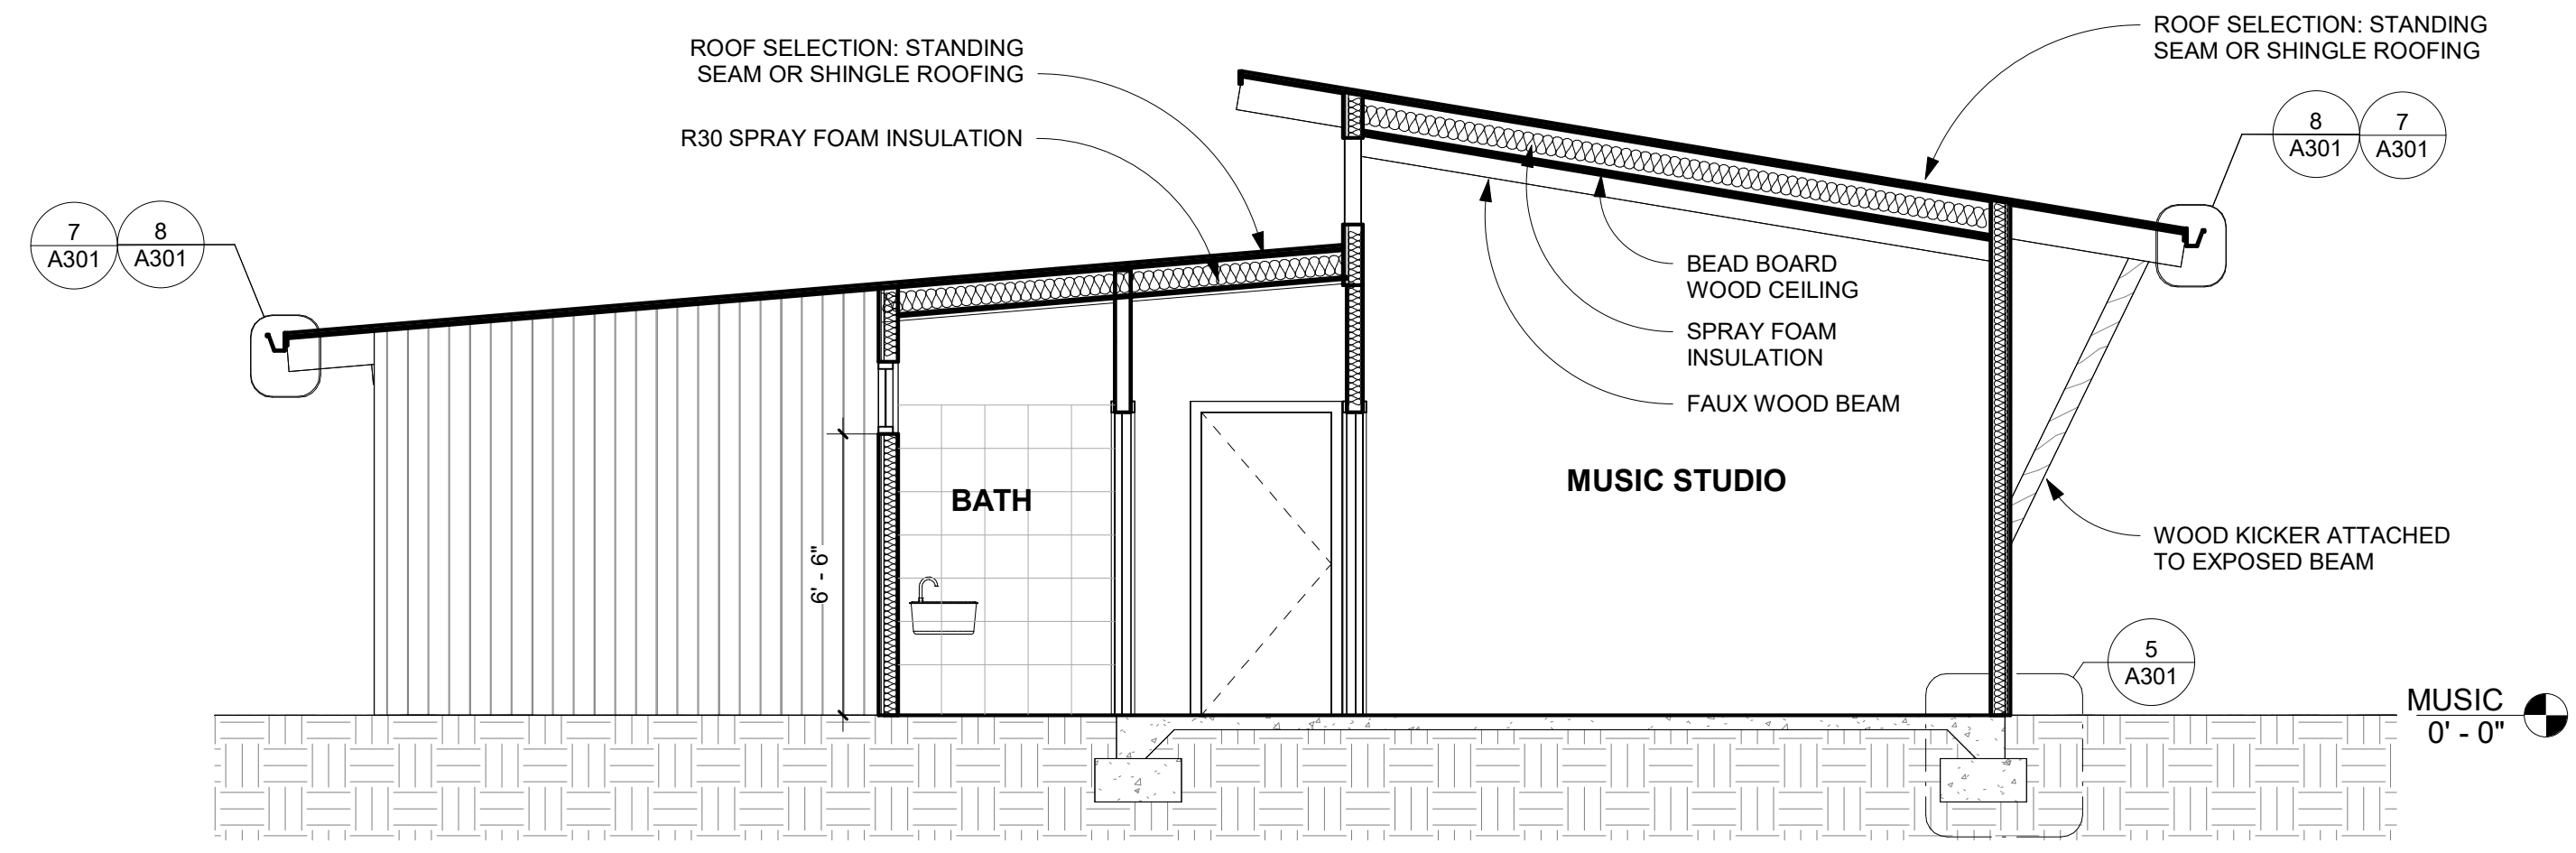 ROOF SELECTION: STANDING
SEAM OR SHINGLE ROOFING
R30 SPRAY FOAM INSULATION
7
A301
8
A301
ROOF SELECTION: STANDING
SEAM OR SHINGLE ROOFING
8
A301
7
A301
BEAD BOARD
WOOD CEILING
SPRAY FOAM
INSULATION
FAUX WOOD BEAM
MUSIC STUDIO
BATH
6' - 6"
WOOD KICKER ATTACHED
TO EXPOSED BEAM
5
A301
MUSIC
0' - 0"